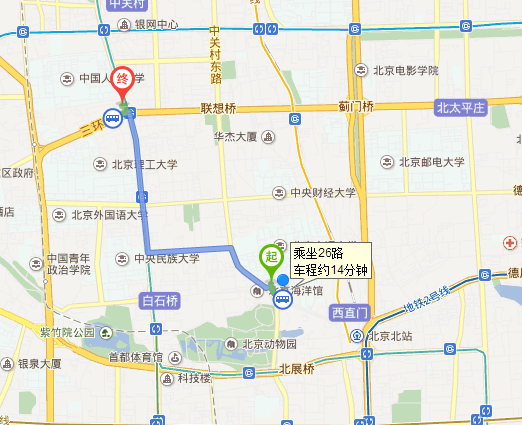 中关村
银网中心
中关村东路
北京电影学院
中国人
学
终
联想桥
蓟门桥
北太平庄
三环
华杰大厦
北京理工大学
北京邮电大学
区政府
中央财经大学
德
酒店
北京外国语大学
起
乘坐26路
车程约14分钟
中国青年
政治学院
中央民族大学
德
海洋馆
白石桥
西直门
地铁2号线
紫竹院公园
北京动物园
北京北站
首都体育馆
北展桥
银泉大厦
科技楼